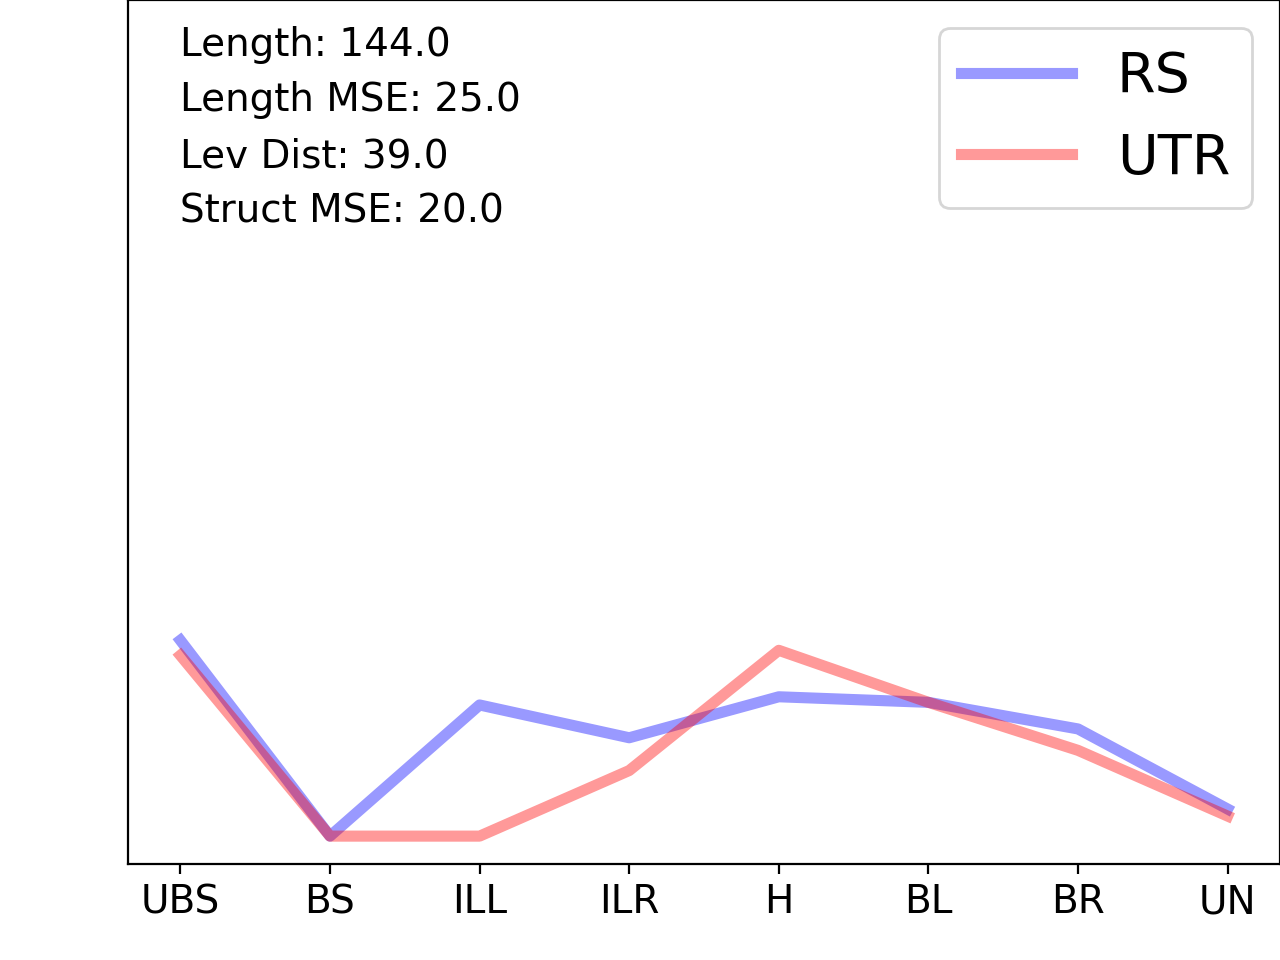 Length: 144.0
Length MSE: 25.0
Lev Dist: 39.0
Struct MSE: 20.0
RS
UTR
UBS BS ILL ILR H BL BR UN